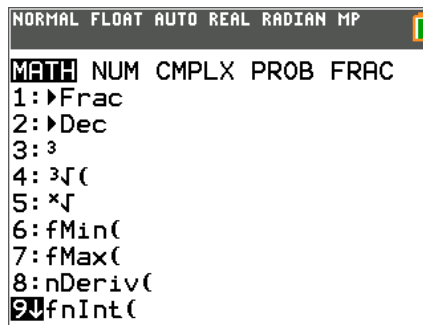 NORMAL FLOAT AUTO REAL RADIAN MP
MATH NUM CMPLX PROB FRAC
1:▶Frac
2:▶Dec
3:³
4:³√(
5:ˣ√
6:fMin(
7:fMax(
8:nDeriv(
9↓fnInt(